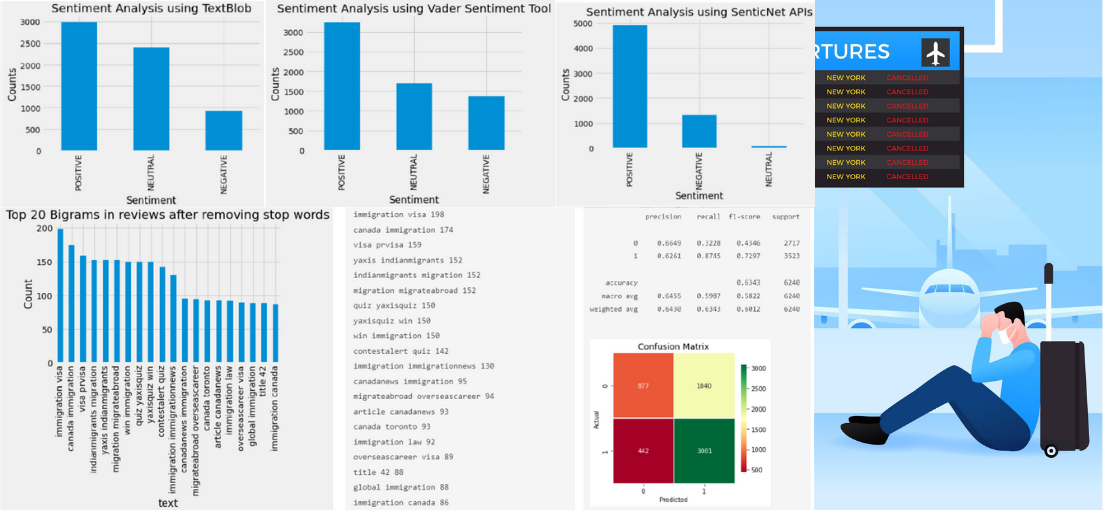 Sentiment Analysis using TextBlob
3000
2500
2000
1500
1000
500
0
Counts
POSITIVE
NEUTRAL
NEGATIVE
Sentiment
Sentiment Analysis using Vader Sentiment Tool
3000
2500
2000
1500
1000
500
0
Counts
POSITIVE
NEUTRAL
NEGATIVE
Sentiment
Sentiment Analysis using SenticNet APIs
5000
4000
3000
2000
1000
0
Counts
POSITIVE
NEGATIVE
NEUTRAL
Sentiment
RTURES
NEW YORK CANCELLED
NEW YORK CANCELLED
NEW YORK CANCELLED
NEW YORK CANCELLED
NEW YORK CANCELLED
NEW YORK CANCELLED
NEW YORK CANCELLED
NEW YORK CANCELLED
Top 20 Bigrams in reviews after removing stop words
200
150
100
50
0
Count
immigration visa
canada immigration
visa prvisa
indianmigrants migration
yaxis indianmigrants
migration migrateabroad
win immigration
quiz yaxisquiz
yaxisquiz win
contestalert quiz
immigration immigrationnews
canadanews immigration
migrateabroad overseascareer
canada toronto
article canadanews
immigration law
overseascareer visa
global immigration
title 42
immigration canada
text
immigration visa 198
canada immigration 174
visa prvisa 159
yaxis indianmigrants 152
indianmigrants migration 152
migration migrateabroad 152
quiz yaxisquiz 150
yaxisquiz win 150
win immigration 150
contestalert quiz 142
immigration immigrationnews 130
canadanews immigration 95
migrateabroad overseascareer 94
article canadanews 93
canada toronto 93
immigration law 92
overseascareer visa 89
title 42 88
global immigration 88
immigration canada 86
precision recall f1-score support
0 0.6649 0.3228 0.4346 2717
1 0.6261 0.8745 0.7297 3523
accuracy 0.6343 6240
macro avg 0.6455 0.5987 0.5822 6240
weighted avg 0.6430 0.6343 0.6012 6240
Confusion Matrix
877 1840
442 3081
0
1
Actual
0 1
Predicted
3000
2500
2000
1500
1000
500